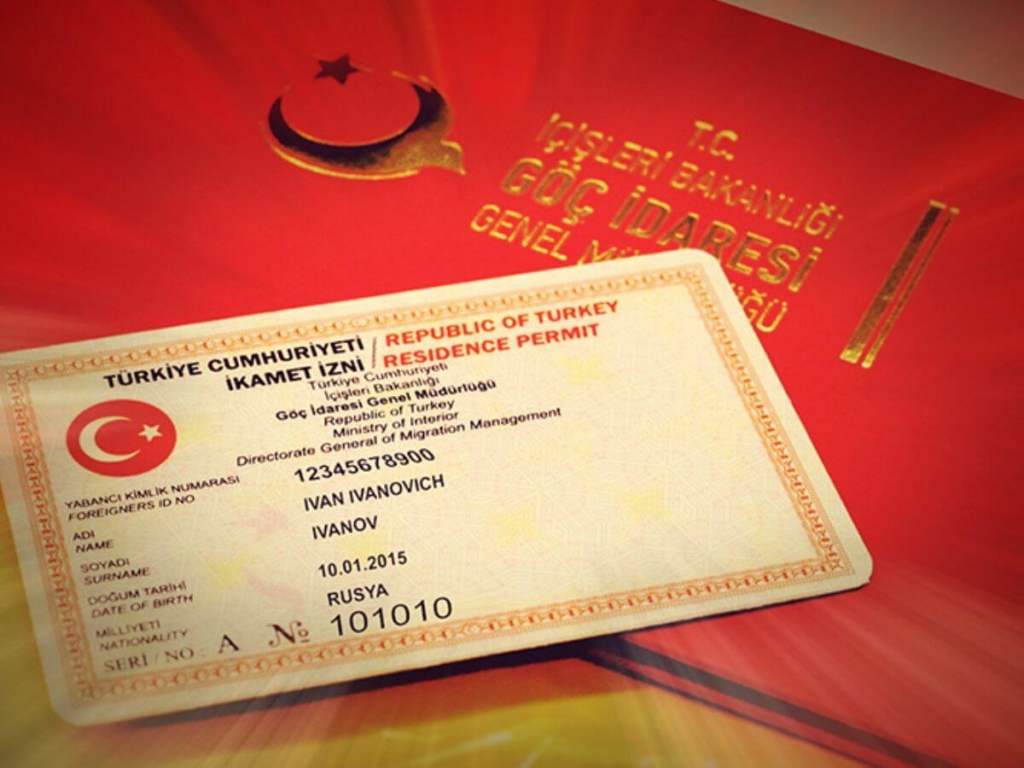 T.C.
İÇİŞLERİ BAKANLIĞI
GÖÇ İDARESİ
GENEL
TÜRKİYE CUMHURİYETİ / REPUBLIC OF TURKEY
İKAMET İZNİ / RESIDENCE PERMIT
Türkiye Cumhuriyeti
İçişleri Bakanlığı
Göç İdaresi Genel Müdürlüğü
Republic of Turkey
Ministry of Interior
Directorate General of Migration Management
YABANCI KİMLİK NUMARASI 12345678900
FOREIGNERS ID NO
ADI IVAN IVANOVICH
NAME
SOYADI IVANOV
SURNAME
DOĞUM TARİHİ 10.01.2015
DATE OF BIRTH
MİLLİYETİ RUSYA
NATIONALITY
SERİ / NO : A № 101010